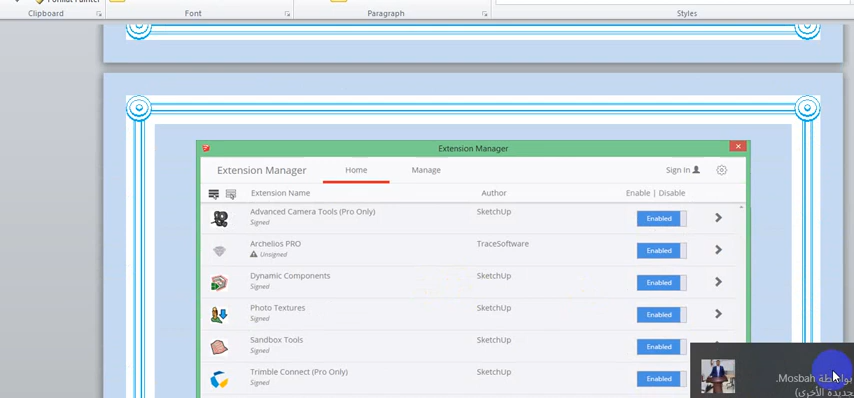 Clipboard
Font
Paragraph
Styles
Extension Manager
Extension Manager
Home
Manage
Sign in
Extension Name
Author
Enable | Disable
Advanced Camera Tools (Pro Only)
SketchUp
Enabled
Signed
Archelios PRO
TraceSoftware
Enabled
Unsigned
Dynamic Components
SketchUp
Enabled
Signed
Photo Textures
SketchUp
Enabled
Signed
Sandbox Tools
SketchUp
Enabled
Signed
Trimble Connect (Pro Only)
SketchUp
Enabled
Signed
بواسطة Mosbah.
الأخرى)